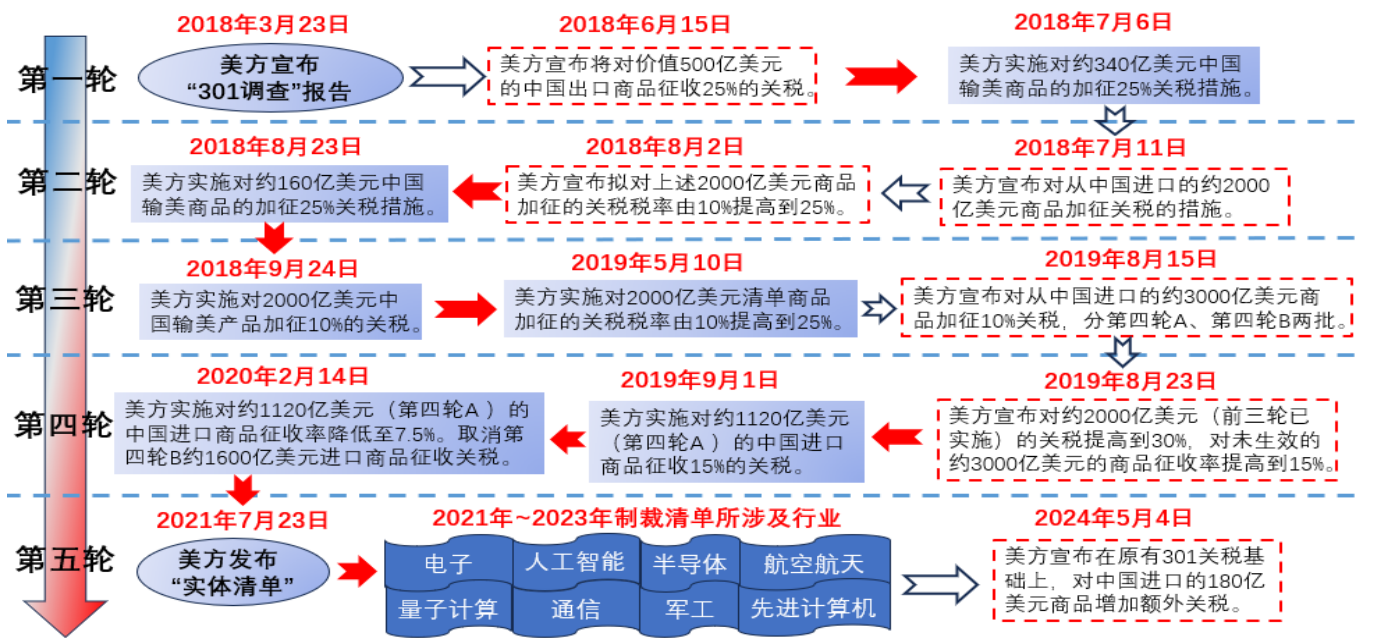 2018年3月23日
2018年6月15日
2018年7月6日
第一轮
美方宣布
“301调查”报告
美方宣布将对价值500亿美元
的中国出口商品征收25%的关税。
美方实施对约340亿美元中国
输美商品的加征25%关税措施。
2018年8月23日
2018年8月2日
2018年7月11日
第二轮
美方实施对约160亿美元中国
输美商品的加征25%关税措施。
美方宣布拟对上述2000亿美元商品
加征的关税税率由10%提高到25%。
美方宣布对从中国进口的约2000
亿美元商品加征关税的措施。
2018年9月24日
2019年5月10日
2019年8月15日
第三轮
美方实施对2000亿美元中
国输美产品加征10%的关税。
美方实施对2000亿美元清单商品
加征的关税税率由10%提高到25%。
美方宣布对从中国进口的约3000亿美元商
品加征10%关税，分第四轮A、第四轮B两批。
2020年2月14日
2019年9月1日
2019年8月23日
第四轮
美方实施对约1120亿美元（第四轮A ）的
中国进口商品征收率降低至7.5%。取消第
四轮B约1600亿美元进口商品征收关税。
美方实施对约1120亿美元
（第四轮A ）的中国进口
商品征收15%的关税。
美方宣布对约2000亿美元（前三轮已
实施）的关税提高到30%，对未生效的
约3000亿美元的商品征收率提高到15%。
2021年7月23日
2021年~2023年制裁清单所涉及行业
2024年5月4日
第五轮
美方发布
“实体清单”
电子
人工智能
半导体
航空航天
量子计算
通信
军工
先进计算机
美方宣布在原有301关税基
础上，对中国进口的180亿
美元商品增加额外关税。